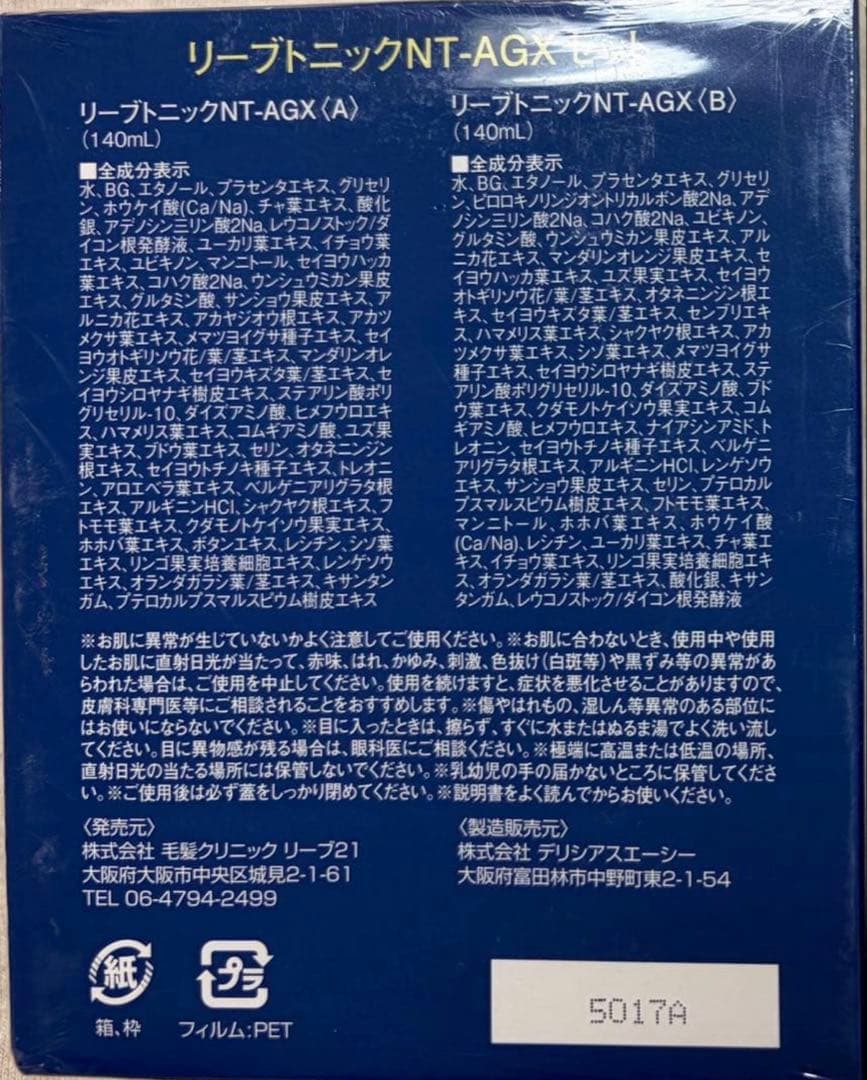 リーブトニックNT-AGXセット
リーブトニックNT-AGX〈A〉
(140mL)
■全成分表示
水、BG、エタノール、プラセンタエキス、グリセリ
ン、ホウケイ酸(Ca/Na)、チャ葉エキス、酸化
銀、アデノシン三リン酸2Na、レウコノストック/ダ
イコン根発酵液、ユーカリ葉エキス、イチョウ葉
エキス、ユビキノン、マンニトール、セイヨウハッカ
葉エキス、コハク酸2Na、ウンシュウミカン果皮
エキス、グルタミン酸、サンショウ果皮エキス、ア
ルニカ花エキス、アカヤジオウ根エキス、アカツ
メクサ葉エキス、メマツヨイグサ種子エキス、セイ
ヨウオトギリソウ花/葉/茎エキス、マンダリンオレ
ンジ果皮エキス、セイヨウキズタ葉/茎エキス、セ
イヨウシロヤナギ樹皮エキス、ステアリン酸ポリ
グリセリル-10、ダイズアミノ酸、ヒメフウロエキ
ス、ハマメリス葉エキス、コムギアミノ酸、ユズ果
実エキス、ブドウ葉エキス、セリン、オタネニンジン
根エキス、セイヨウトチノキ種子エキス、トレオニ
ン、アロエベラ葉エキス、ベルゲニアリグラタ根
エキス、アルギニンHCl、シャクヤク根エキス、フ
トモモ葉エキス、クダモノトケイソウ果実エキス、
ホホバ葉エキス、ボタンエキス、レシチン、シソ葉
エキス、リンゴ果実培養細胞エキス、レンゲソウ
エキス、オランダガラシ葉/茎エキス、キサンタン
ガム、プテロカルプスマルスピウム樹皮エキス
リーブトニックNT-AGX〈B〉
(140mL)
■全成分表示
水、BG、エタノール、プラセンタエキス、グリセリ
ン、ピロロキノリンジオントリカルボン酸2Na、アデ
ノシン三リン酸2Na、コハク酸2Na、ユビキノン、
グルタミン酸、ウンシュウミカン果皮エキス、アル
ニカ花エキス、マンダリンオレンジ果皮エキス、セ
イヨウハッカ葉エキス、ユズ果実エキス、セイヨウ
オトギリソウ花/葉/茎エキス、オタネニンジン根エ
キス、セイヨウキズタ葉/茎エキス、センブリエキ
ス、ハマメリス葉エキス、シャクヤク根エキス、アカ
ツメクサ葉エキス、シソ葉エキス、メマツヨイグサ
種子エキス、セイヨウシロヤナギ樹皮エキス、ステ
アリン酸ポリグリセリル-10、ダイズアミノ酸、ブド
ウ葉エキス、クダモノトケイソウ果実エキス、コム
ギアミノ酸、ヒメフウロエキス、ナイアシンアミド、ト
レオニン、セイヨウトチノキ種子エキス、ベルゲ
ニアリグラタ根エキス、アルギニンHCl、レンゲソウ
エキス、サンショウ果皮エキス、セリン、プテロカル
プスマルスピウム樹皮エキス、フトモモ葉エキス、
マンニトール、ホホバ葉エキス、ホウケイ酸
(Ca/Na)、レシチン、ユーカリ葉エキス、チャ葉エ
キス、イチョウ葉エキス、リンゴ果実培養細胞エキ
ス、オランダガラシ葉/茎エキス、酸化銀、キサン
タンガム、レウコノストック/ダイコン根発酵液
※お肌に異常が生じていないかよく注意してご使用ください。※お肌に合わないとき、使用中や使用
したお肌に直射日光が当たって、赤味、はれ、かゆみ、刺激、色抜け(白斑等)や黒ずみ等の異常があ
らわれた場合は、ご使用を中止してください。使用を続けますと、症状を悪化させることがありますので、
皮膚科専門医等にご相談されることをおすすめします。※傷やはれもの、湿しん等異常のある部位に
はお使いにならないでください。※目に入ったときは、擦らず、すぐに水またはぬるま湯でよく洗い流し
てください。目に異物感が残る場合は、眼科医にご相談ください。※極端に高温または低温の場所、
直射日光の当たる場所には保管しないでください。※乳幼児の手の届かないところに保管してくださ
い。※ご使用後は必ず蓋をしっかり閉めてください。※説明書をよく読んでからお使いください。
〈発売元〉
株式会社 毛髪クリニック リーブ21
大阪府大阪市中央区城見2-1-61
TEL 06-4794-2499
〈製造販売元〉
株式会社 デリシアスエーシー
大阪府富田林市中野町東2-1-54
紙
箱、枠
プラ
フィルム:PET
5017A